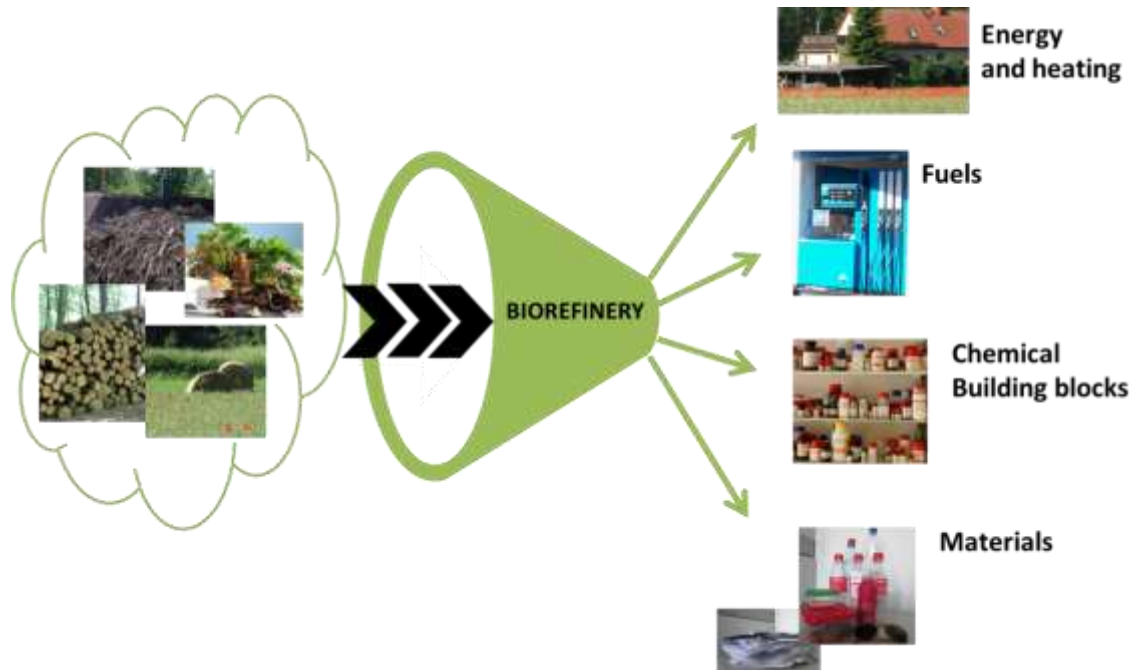 Energy
and heating
Fuels
BIOREFINERY
Chemical
Building blocks
Materials